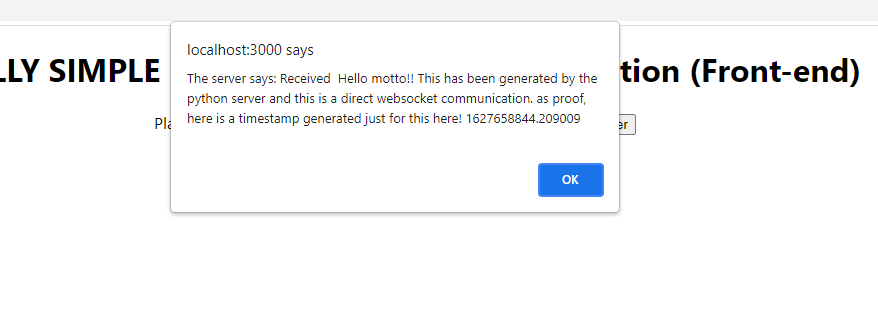 localhost:3000 says
LLY SIMPLE tion (Front-end)
The server says: Received  Hello motto!! This has been generated by the
python server and this is a direct websocket communication. as proof,
here is a timestamp generated just for this here! 1627658844.209009
OK